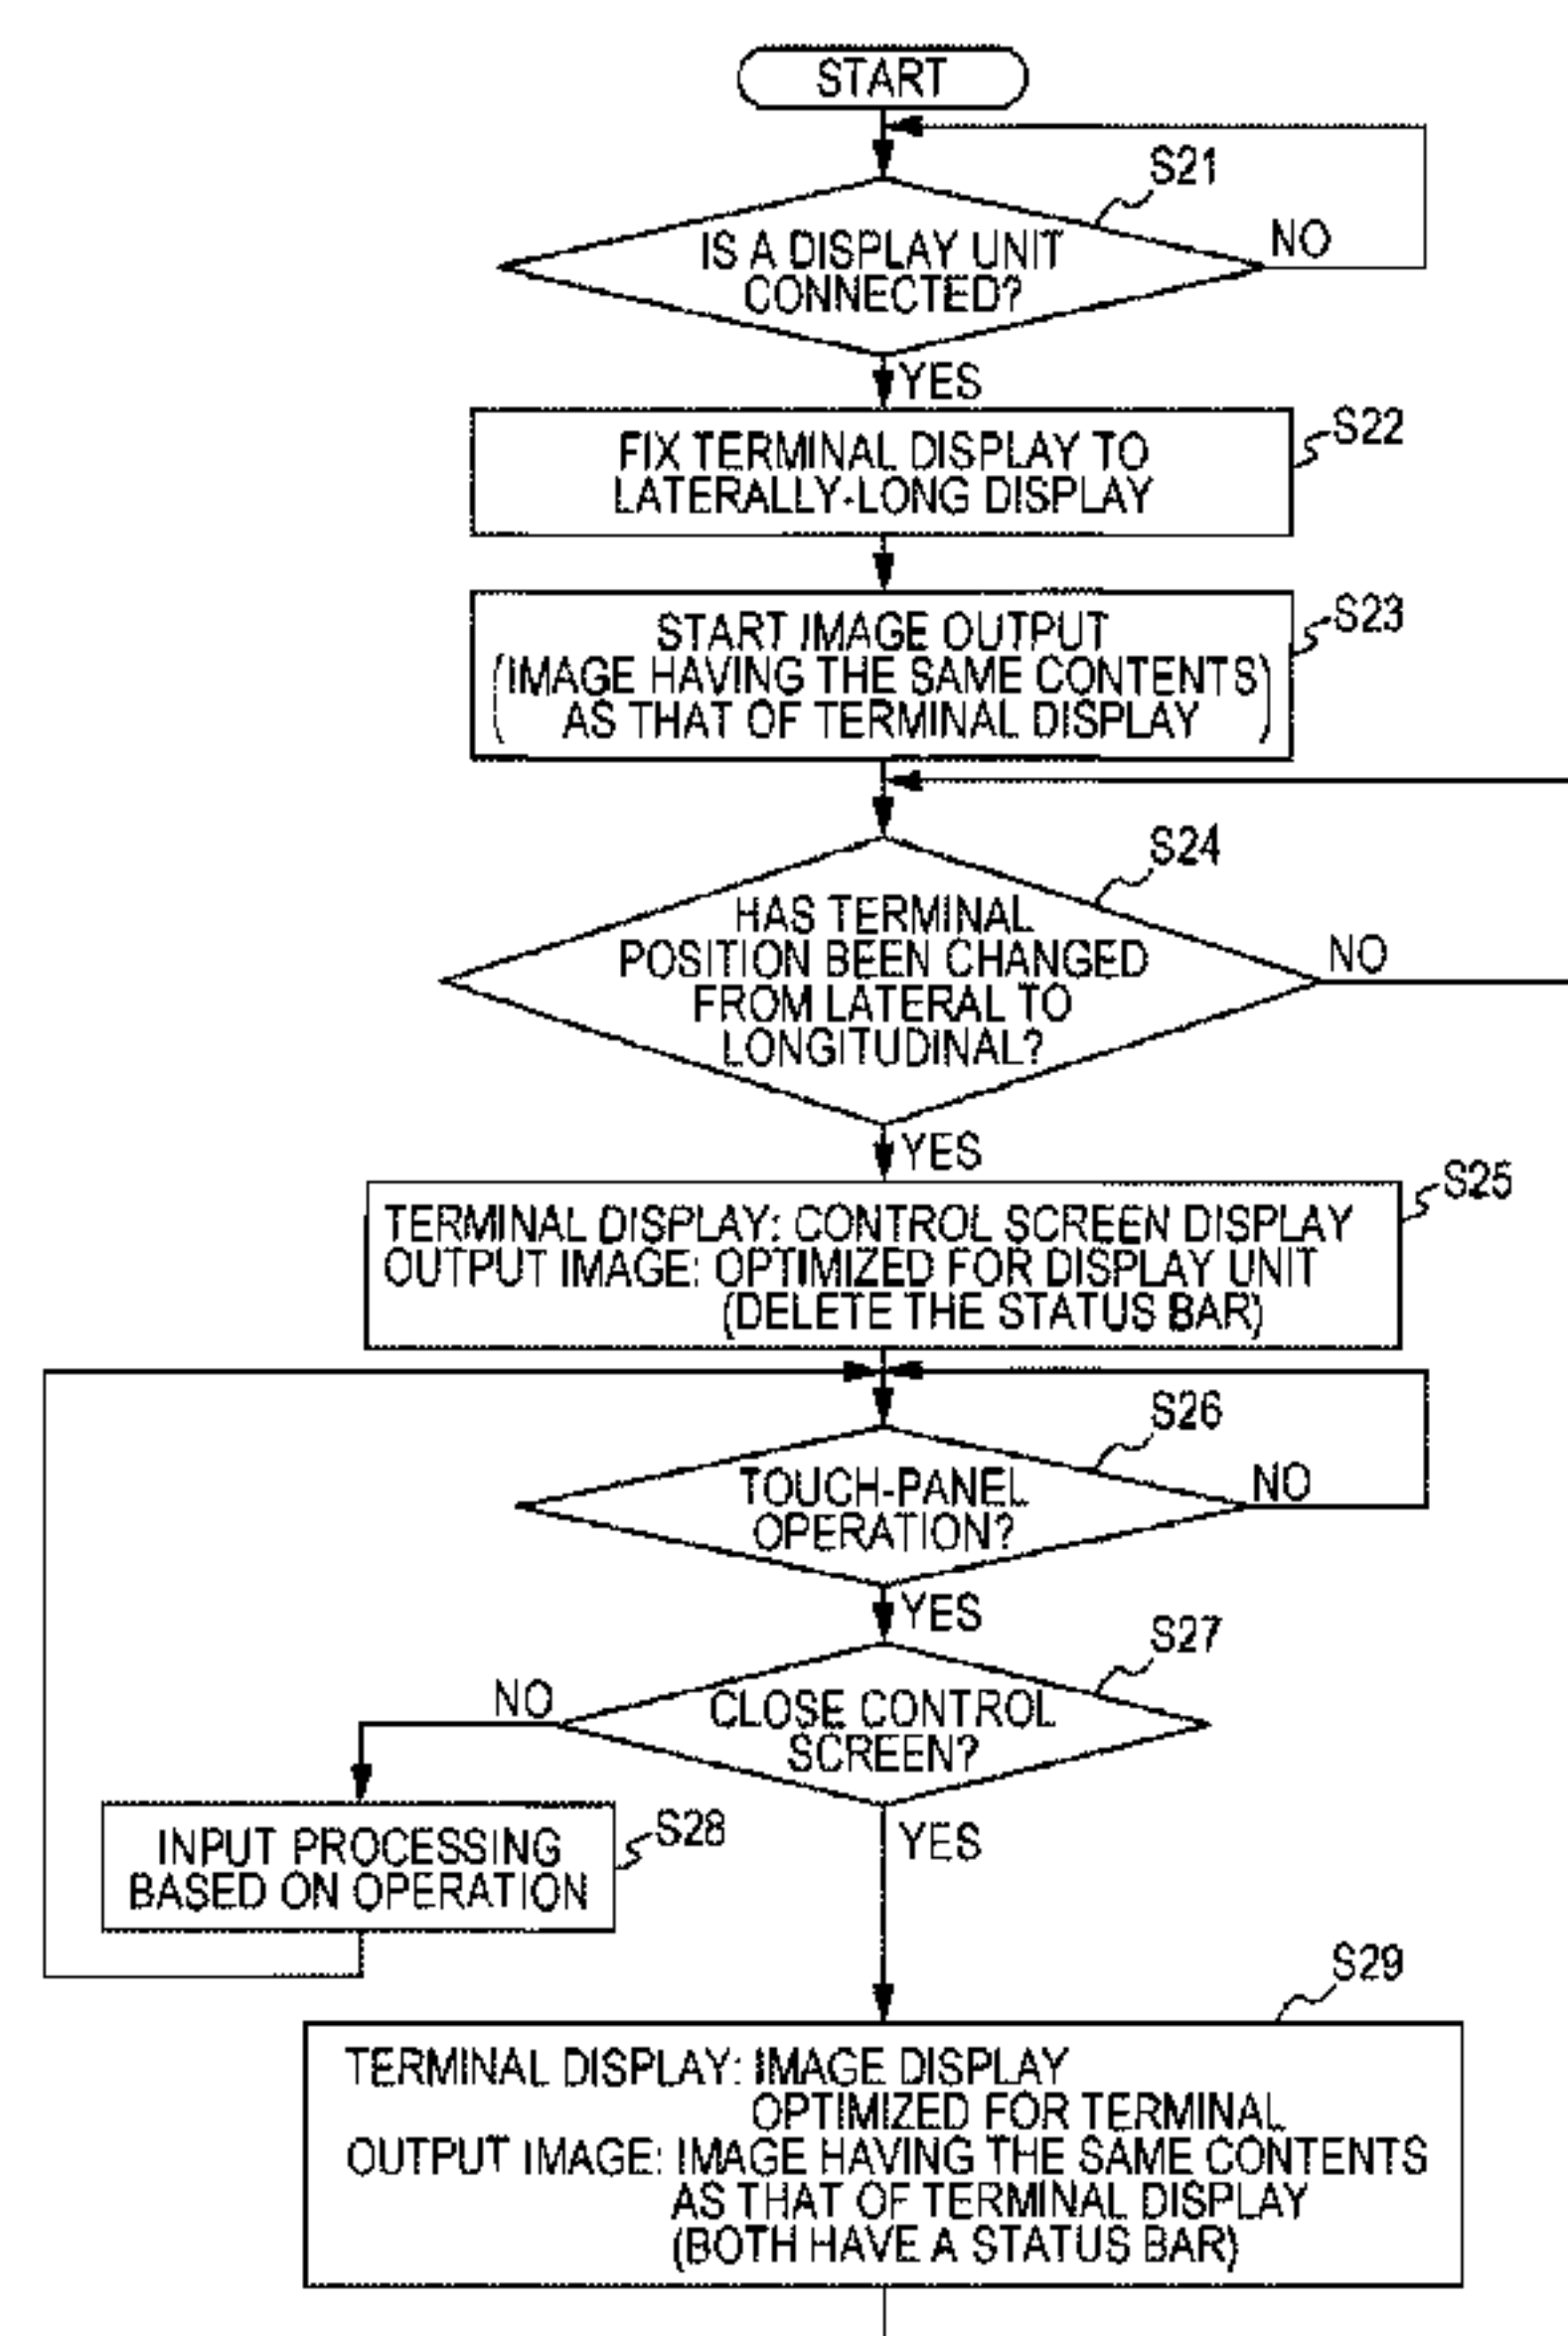 START
S21
IS A DISPLAY UNIT
CONNECTED?
NO
YES
S22
FIX TERMINAL DISPLAY TO
LATERALLY-LONG DISPLAY
S23
START IMAGE OUTPUT
(IMAGE HAVING THE SAME CONTENTS
AS THAT OF TERMINAL DISPLAY)
S24
HAS TERMINAL
POSITION BEEN CHANGED
FROM LATERAL TO
LONGITUDINAL?
NO
YES
S25
TERMINAL DISPLAY: CONTROL SCREEN DISPLAY
OUTPUT IMAGE: OPTIMIZED FOR DISPLAY UNIT
(DELETE THE STATUS BAR)
S26
TOUCH-PANEL
OPERATION?
NO
YES
S27
CLOSE CONTROL
SCREEN?
NO
YES
S28
INPUT PROCESSING
BASED ON OPERATION
S29
TERMINAL DISPLAY: IMAGE DISPLAY
OPTIMIZED FOR TERMINAL
OUTPUT IMAGE: IMAGE HAVING THE SAME CONTENTS
AS THAT OF TERMINAL DISPLAY
(BOTH HAVE A STATUS BAR)